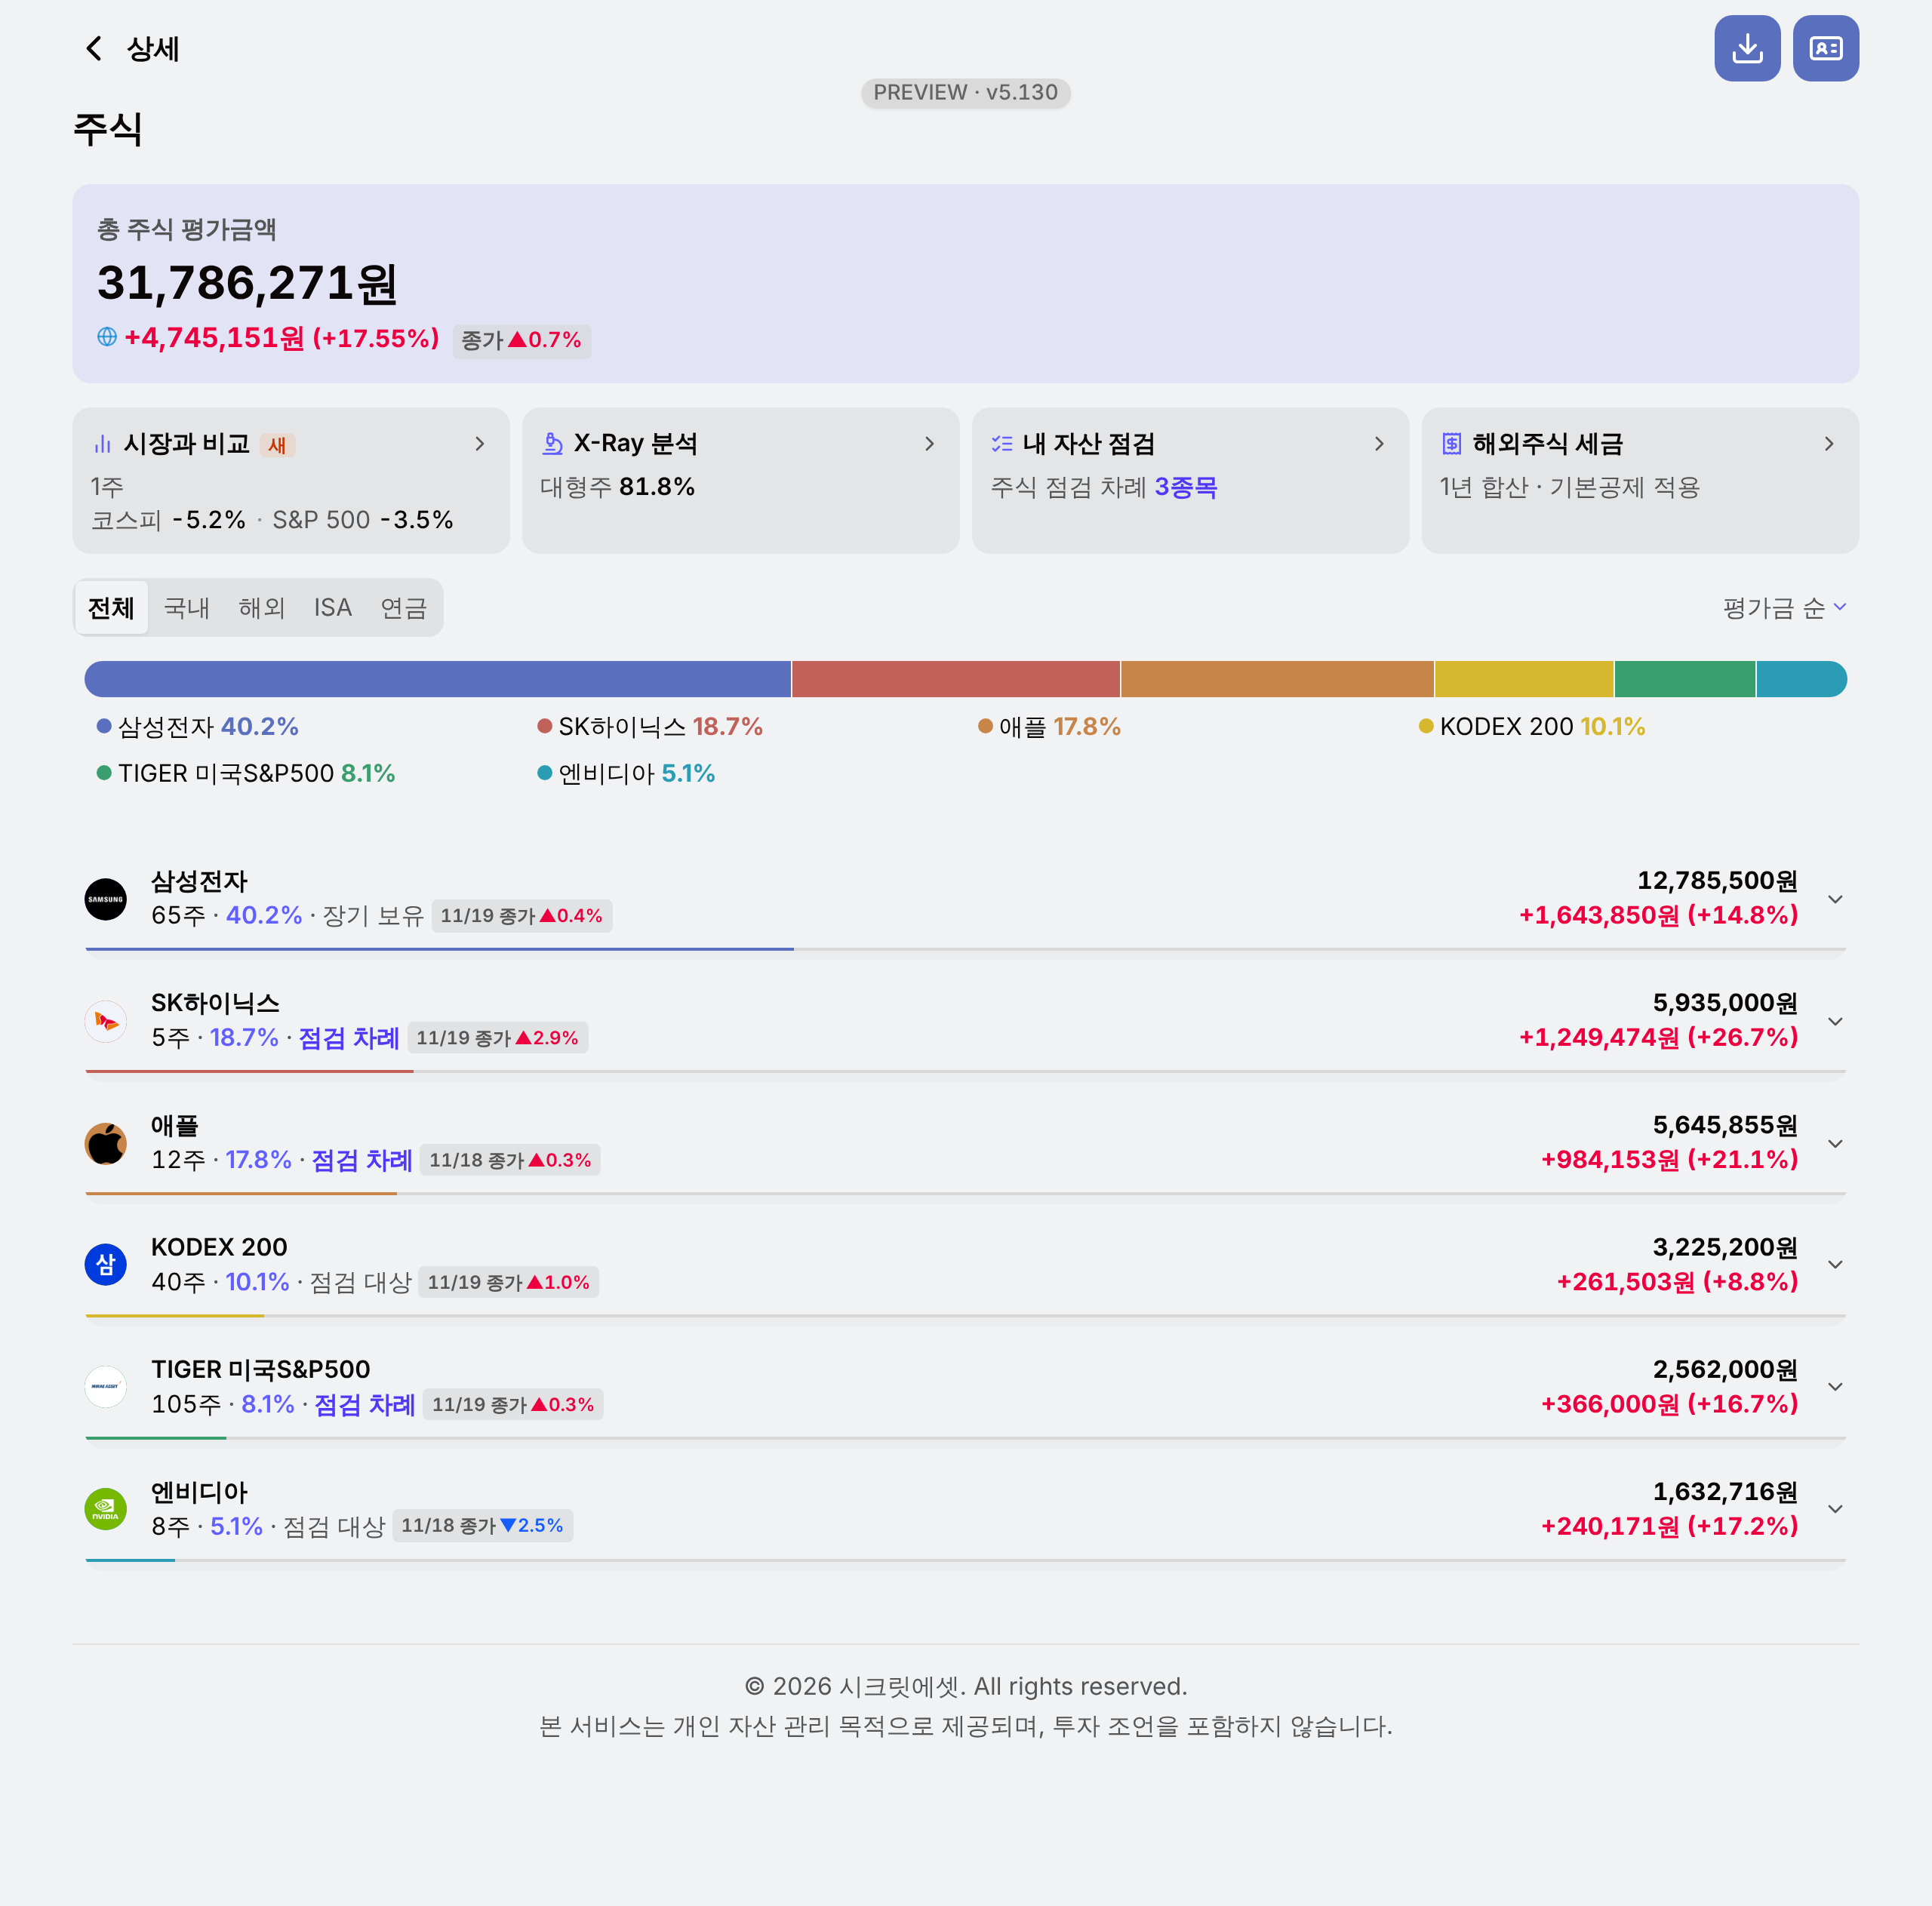 상세
PREVIEW · v5.130
주식
총 주식 평가금액
31,786,271원
+4,745,151원 (+17.55%) 종가 ▲0.7%
시장과 비교 새
1주
코스피 -5.2% · S&P 500 -3.5%
X-Ray 분석
대형주 81.8%
내 자산 점검
주식 점검 차례 3종목
해외주식 세금
1년 합산 · 기본공제 적용
전체 국내 해외 ISA 연금
평가금 순
삼성전자 40.2% SK하이닉스 18.7% 애플 17.8% KODEX 200 10.1%
TIGER 미국S&P500 8.1% 엔비디아 5.1%
SAMSUNG
삼성전자
65주 · 40.2% · 장기 보유 11/19 종가 ▲0.4%
12,785,500원
+1,643,850원 (+14.8%)
SK하이닉스
5주 · 18.7% · 점검 차례 11/19 종가 ▲2.9%
5,935,000원
+1,249,474원 (+26.7%)
애플
12주 · 17.8% · 점검 차례 11/18 종가 ▲0.3%
5,645,855원
+984,153원 (+21.1%)
삼
KODEX 200
40주 · 10.1% · 점검 대상 11/19 종가 ▲1.0%
3,225,200원
+261,503원 (+8.8%)
MIRAE ASSET
TIGER 미국S&P500
105주 · 8.1% · 점검 차례 11/19 종가 ▲0.3%
2,562,000원
+366,000원 (+16.7%)
NVIDIA
엔비디아
8주 · 5.1% · 점검 대상 11/18 종가 ▼2.5%
1,632,716원
+240,171원 (+17.2%)
© 2026 시크릿에셋. All rights reserved.
본 서비스는 개인 자산 관리 목적으로 제공되며, 투자 조언을 포함하지 않습니다.